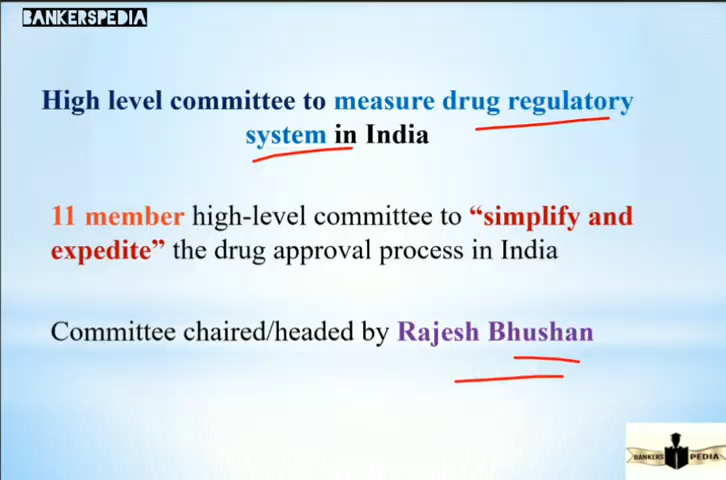 BANKERSPEDIA
High level committee to measure drug regulatory
system in India
11 member high-level committee to “simplify and
expedite” the drug approval process in India
Committee chaired/headed by Rajesh Bhushan
BANKERS PEDIA